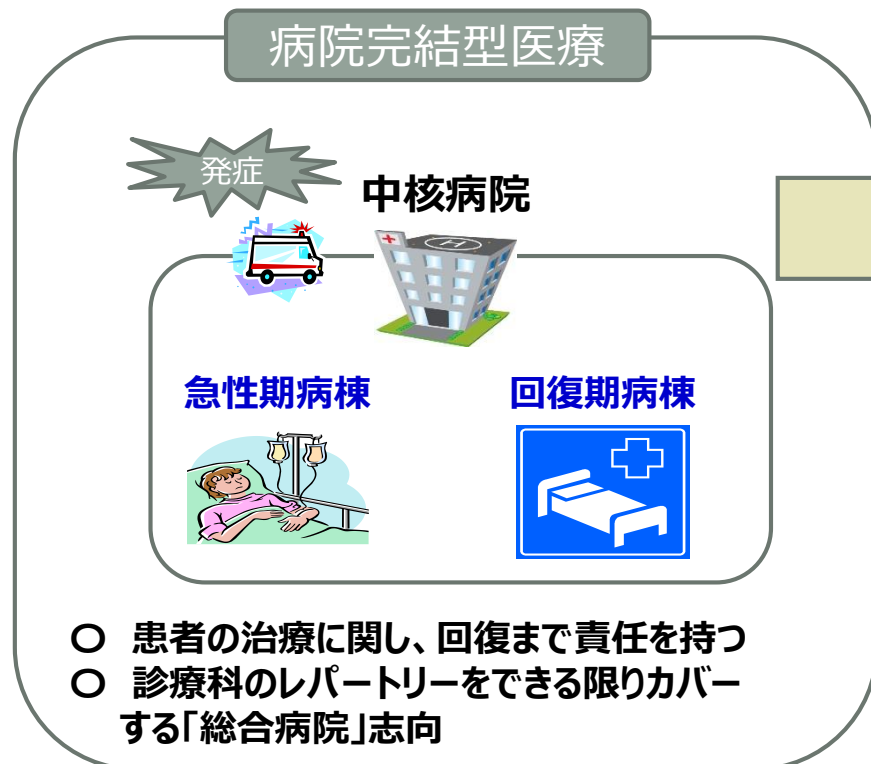 病院完結型医療
発症
中核病院
H
急性期病棟
回復期病棟
〇 患者の治療に関し、回復まで責任を持つ
〇 診療科のレパートリーをできる限りカバー
する「総合病院」志向